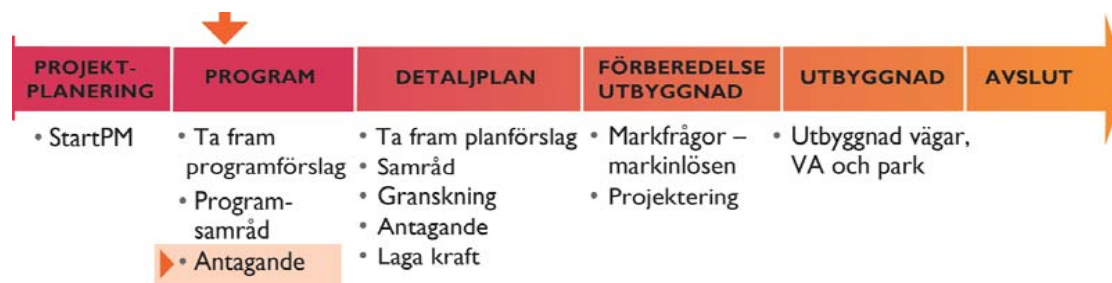 PROJEKT-
PLANERING
PROGRAM
DETALJPLAN
FÖRBEREDELSE
UTBYGGNAD
UTBYGGNAD
AVSLUT
• StartPM
• Ta fram
programförslag
• Program-
samråd
• Antagande
• Ta fram planförslag
• Samråd
• Granskning
• Antagande
• Laga kraft
• Markfrågor –
markinlösen
• Projektering
• Utbyggnad vägar,
VA och park